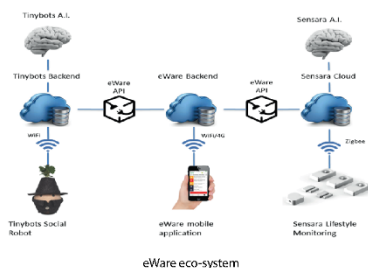 Tinybots A.I.
Sensara A.I.
Tinybots Backend
eWare
API
eWare Backend
eWare
API
Sensara Cloud
WiFi
WiFi/4G
Zigbee
Tinybots Social
Robot
eWare mobile
application
Sensara Lifestyle
Monitoring
eWare eco-system